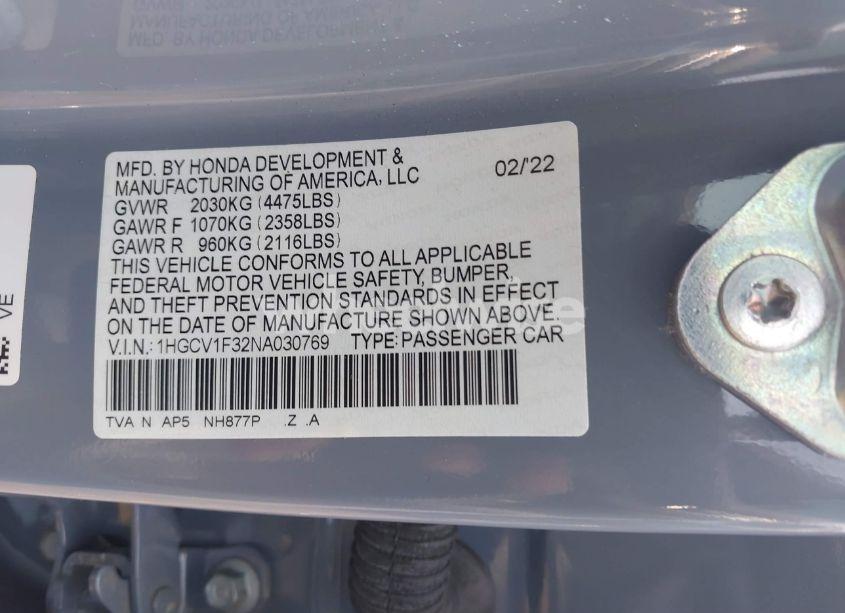 MFD. BY HONDA DEVELOPMENT &
MANUFACTURING OF AMERICA, LLC 02/'22
GVWR 2030KG (4475LBS)
GAWR F 1070KG (2358LBS)
GAWR R 960KG (2116LBS)
THIS VEHICLE CONFORMS TO ALL APPLICABLE
FEDERAL MOTOR VEHICLE SAFETY, BUMPER,
AND THEFT PREVENTION STANDARDS IN EFFECT
ON THE DATE OF MANUFACTURE SHOWN ABOVE.
V.I.N.: 1HGCV1F32NA030769 TYPE: PASSENGER CAR
TVA N AP5 NH877P .Z .A
VE